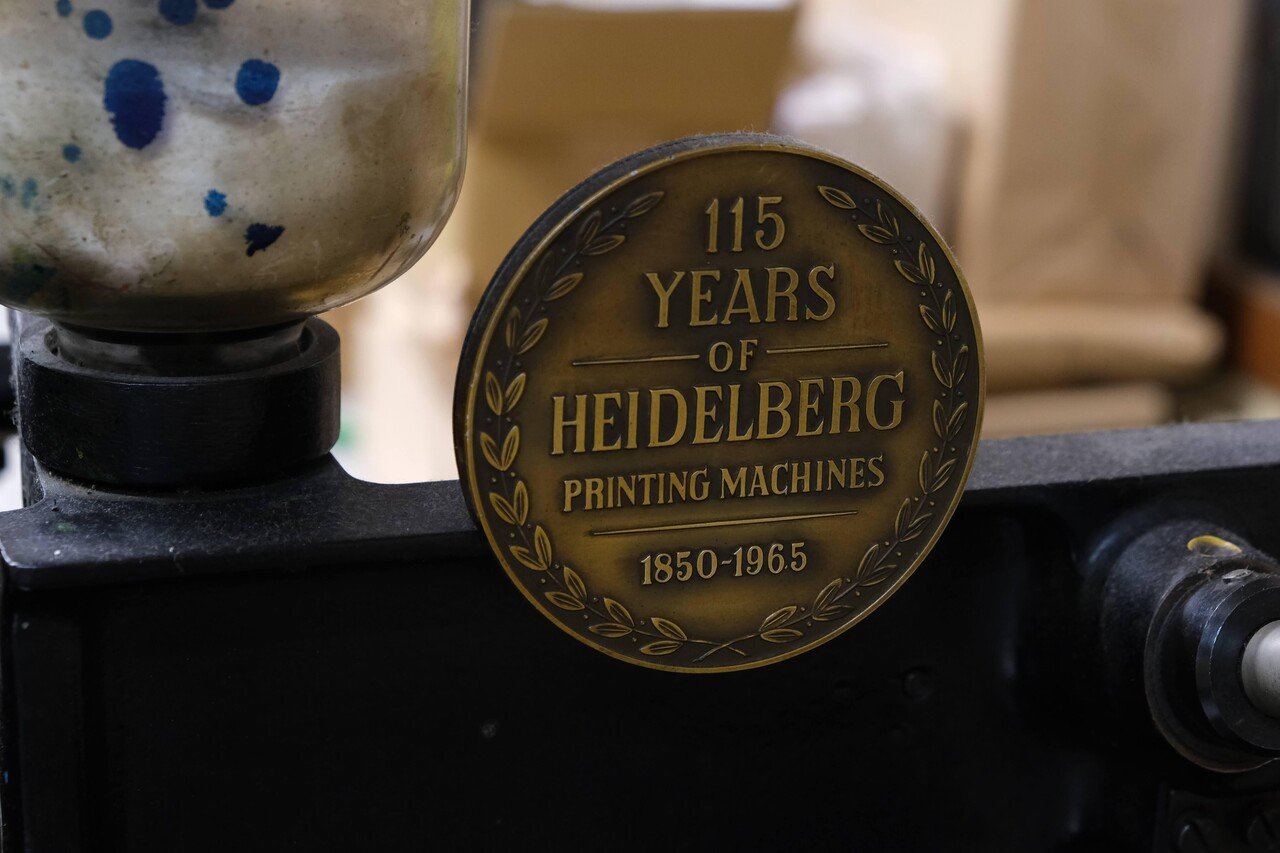 115
YEARS
OF
HEIDELBERG
PRINTING MACHINES
1850-1965